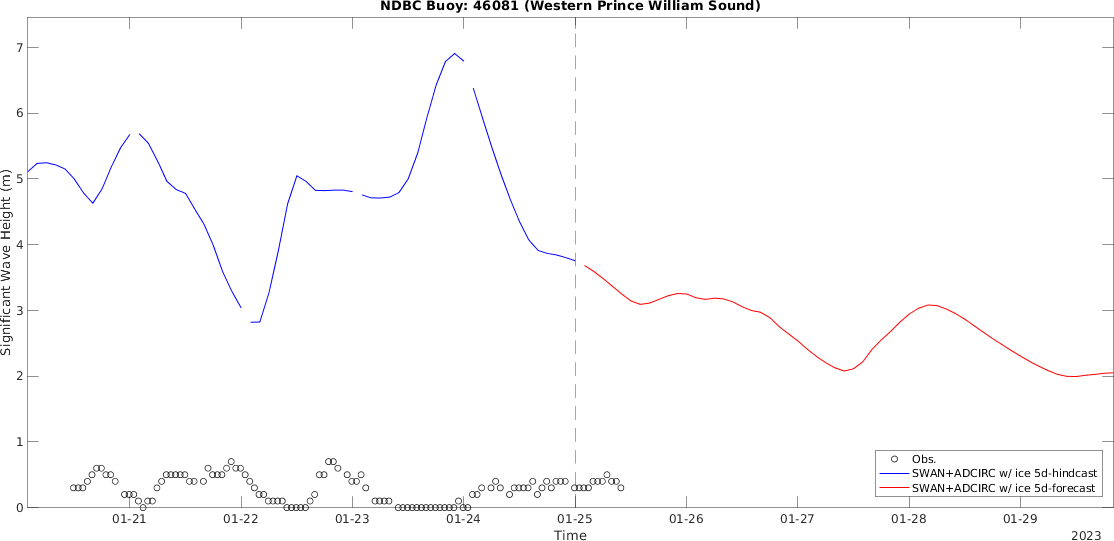 NDBC Buoy: 46081 (Western Prince William Sound)
7
6
5
4
3
2
1
0
Significant Wave Height (m)
Obs.
SWAN+ADCIRC w/ ice 5d-hindcast
SWAN+ADCIRC w/ ice 5d-forecast
01-21 01-22 01-23 01-24 01-25 01-26 01-27 01-28 01-29
Time
2023